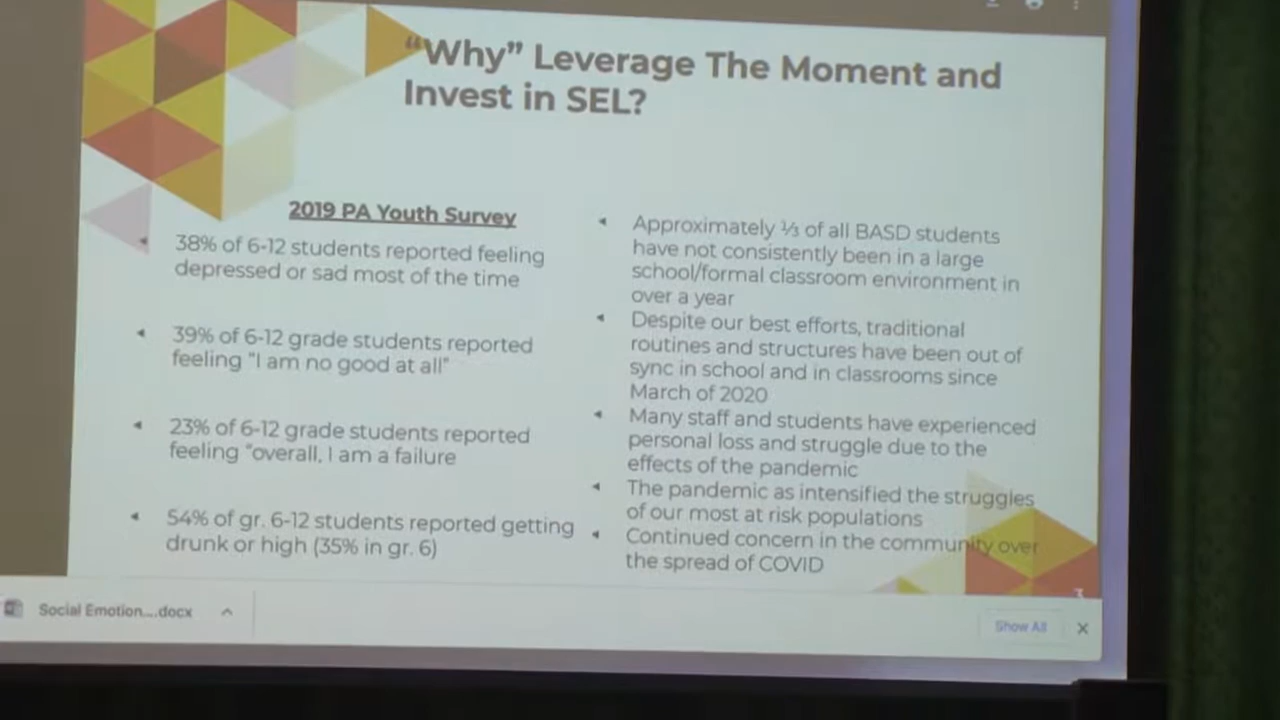 “Why” Leverage The Moment and
Invest in SEL?
2019 PA Youth Survey
38% of 6-12 students reported feeling
depressed or sad most of the time
39% of 6-12 grade students reported
feeling "I am no good at all"
23% of 6-12 grade students reported
feeling "overall, I am a failure
54% of gr. 6-12 students reported getting
drunk or high (35% in gr. 6)
Approximately ⅓ of all BASD students
have not consistently been in a large
school/formal classroom environment in
over a year
Despite our best efforts, traditional
routines and structures have been out of
sync in school and in classrooms since
March of 2020
Many staff and students have experienced
personal loss and struggle due to the
effects of the pandemic
The pandemic as intensified the struggles
of our most at risk populations
Continued concern in the community over
the spread of COVID
3
Social Emotion....docx
Show All